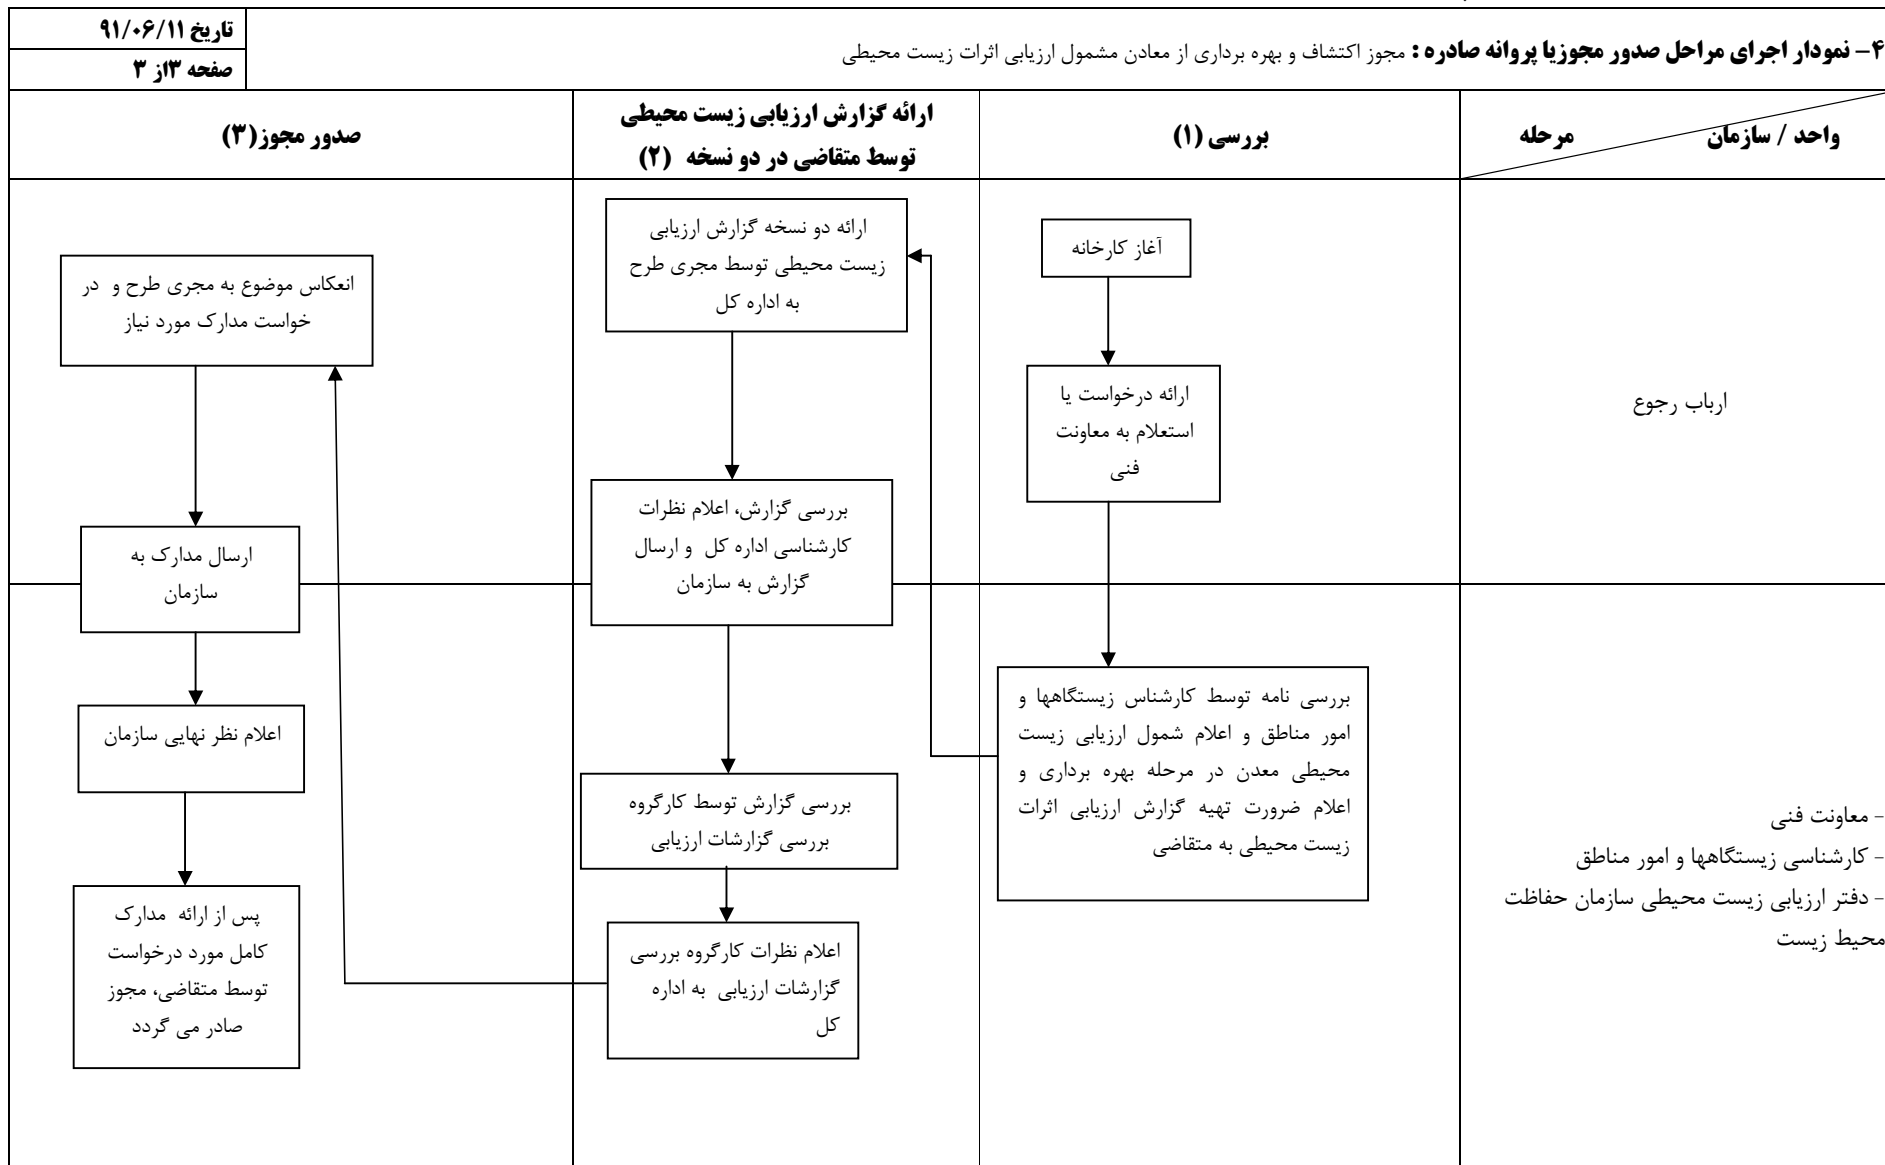 ۴- نمودار اجرای مراحل صدور مجوزیا پروانه صادره : مجوز اکتشاف و بهره برداری از معادن مشمول ارزیابی اثرات زیست محیطی
تاریخ ۹۱/۰۶/۱۱
صفحه ۳از ۳
واحد / سازمان
مرحله
بررسی (۱)
ارائه گزارش ارزیابی زیست محیطی
توسط متقاضی در دو نسخه (۲)
صدور مجوز(۳)
ارباب رجوع
- معاونت فنی
- کارشناسی زیستگاهها و امور مناطق
- دفتر ارزیابی زیست محیطی سازمان حفاظت
محیط زیست
آغاز کارخانه
ارائه درخواست یا
استعلام به معاونت
فنی
بررسی نامه توسط کارشناس زیستگاهها و
امور مناطق و اعلام شمول ارزیابی زیست
محیطی معدن در مرحله بهره برداری و
اعلام ضرورت تهیه گزارش ارزیابی اثرات
زیست محیطی به متقاضی
ارائه دو نسخه گزارش ارزیابی
زیست محیطی توسط مجری طرح
به اداره کل
بررسی گزارش، اعلام نظرات
کارشناسی اداره کل و ارسال
گزارش به سازمان
بررسی گزارش توسط کارگروه
بررسی گزارشات ارزیابی
اعلام نظرات کارگروه بررسی
گزارشات ارزیابی به اداره
کل
انعکاس موضوع به مجری طرح و در
خواست مدارک مورد نیاز
ارسال مدارک به
سازمان
اعلام نظر نهایی سازمان
پس از ارائه مدارک
کامل مورد درخواست
توسط متقاضی، مجوز
صادر می گردد